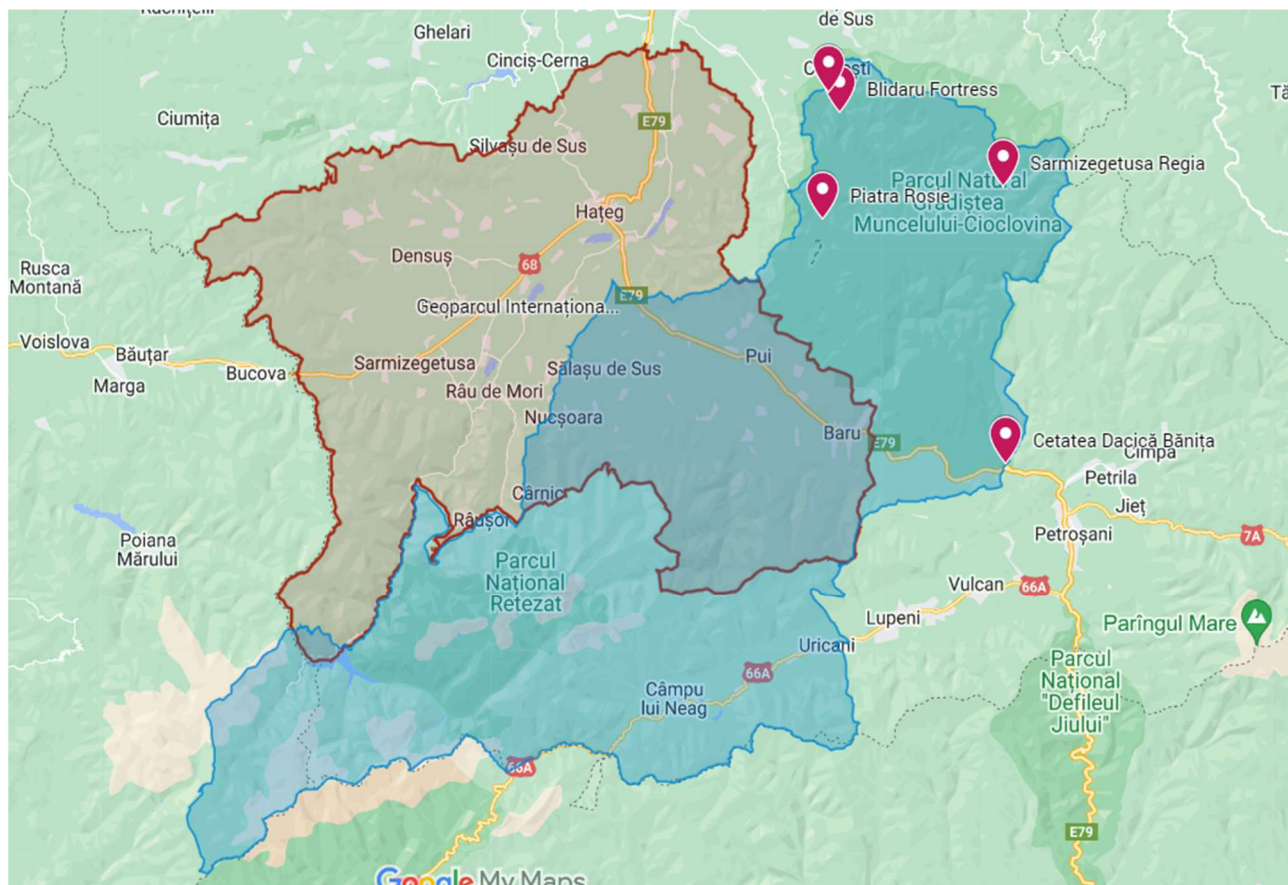 Ghelari
de Sus
Cinciș-Cerna
Ciumița
E79
Blidaru Fortress
Silvașu de Sus
Sarmizegetusa Regia
Piatra Roșie
Parcul Natural
Grădiștea
Muncelului-Cioclovina
Hațeg
Densuș
68
Rusca
Montană
Geoparcul Internaționa...
E79
Voislova
Băuțar
Marga
Bucova
Sarmizegetusa
Sălașu de Sus
Pui
Râu de Mori
Nucșoara
Baru
E79
Cetatea Dacică Bănița
Cimpa
Petrila
Jieț
Cârnic
Râușor
Poiana
Mărului
Petroșani
7A
Parcul
Național
Retezat
Vulcan
66A
Lupeni
Parîngul Mare
Uricani
66A
Câmpu
lui Neag
Parcul
Național
"Defileul
Jiului"
66A
E79
Google My Maps